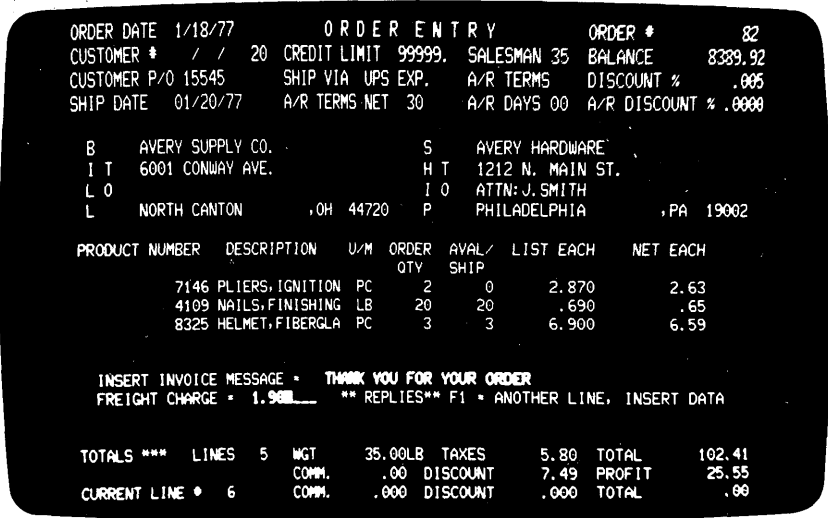 ORDER DATE 1/18/77 ORDER ENTRY ORDER # 82
CUSTOMER # / / 20 CREDIT LIMIT 99999. SALESMAN 35 BALANCE 8389.92
CUSTOMER P/O 15545 SHIP VIA UPS EXP. A/R TERMS DISCOUNT % .005
SHIP DATE 01/20/77 A/R TERMS NET 30 A/R DAYS 00 A/R DISCOUNT % .0000
B AVERY SUPPLY CO. S AVERY HARDWARE
I T 6001 CONWAY AVE. H T 1212 N. MAIN ST.
L O I O ATTN: J. SMITH
L NORTH CANTON ,OH 44720 P PHILADELPHIA ,PA 19002
PRODUCT NUMBER DESCRIPTION U/M ORDER AVAL/ LIST EACH NET EACH
QTY SHIP
7146 PLIERS, IGNITION PC 2 0 2.870 2.63
4109 NAILS, FINISHING LB 20 20 .690 .65
8325 HELMET, FIBERGLA PC 3 3 6.900 6.59
INSERT INVOICE MESSAGE = THANK YOU FOR YOUR ORDER
FREIGHT CHARGE = ** REPLIES** F1 = ANOTHER LINE, INSERT DATA
TOTALS *** LINES 5 WGT 35.00LB TAXES 5.80 TOTAL 102.41
COMM. .00 DISCOUNT 7.49 PROFIT 25.55
CURRENT LINE # 6 COMM. .000 DISCOUNT .000 TOTAL .00